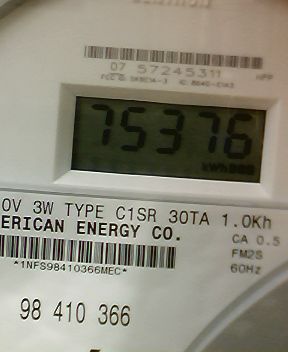 07 57245311
75376
kWh
0V 3W TYPE C1SR 30TA 1.0Kh
ERICAN ENERGY CO.
CA 0.5
FM2S
60Hz
*1NFS98410366MEC*
98 410 366